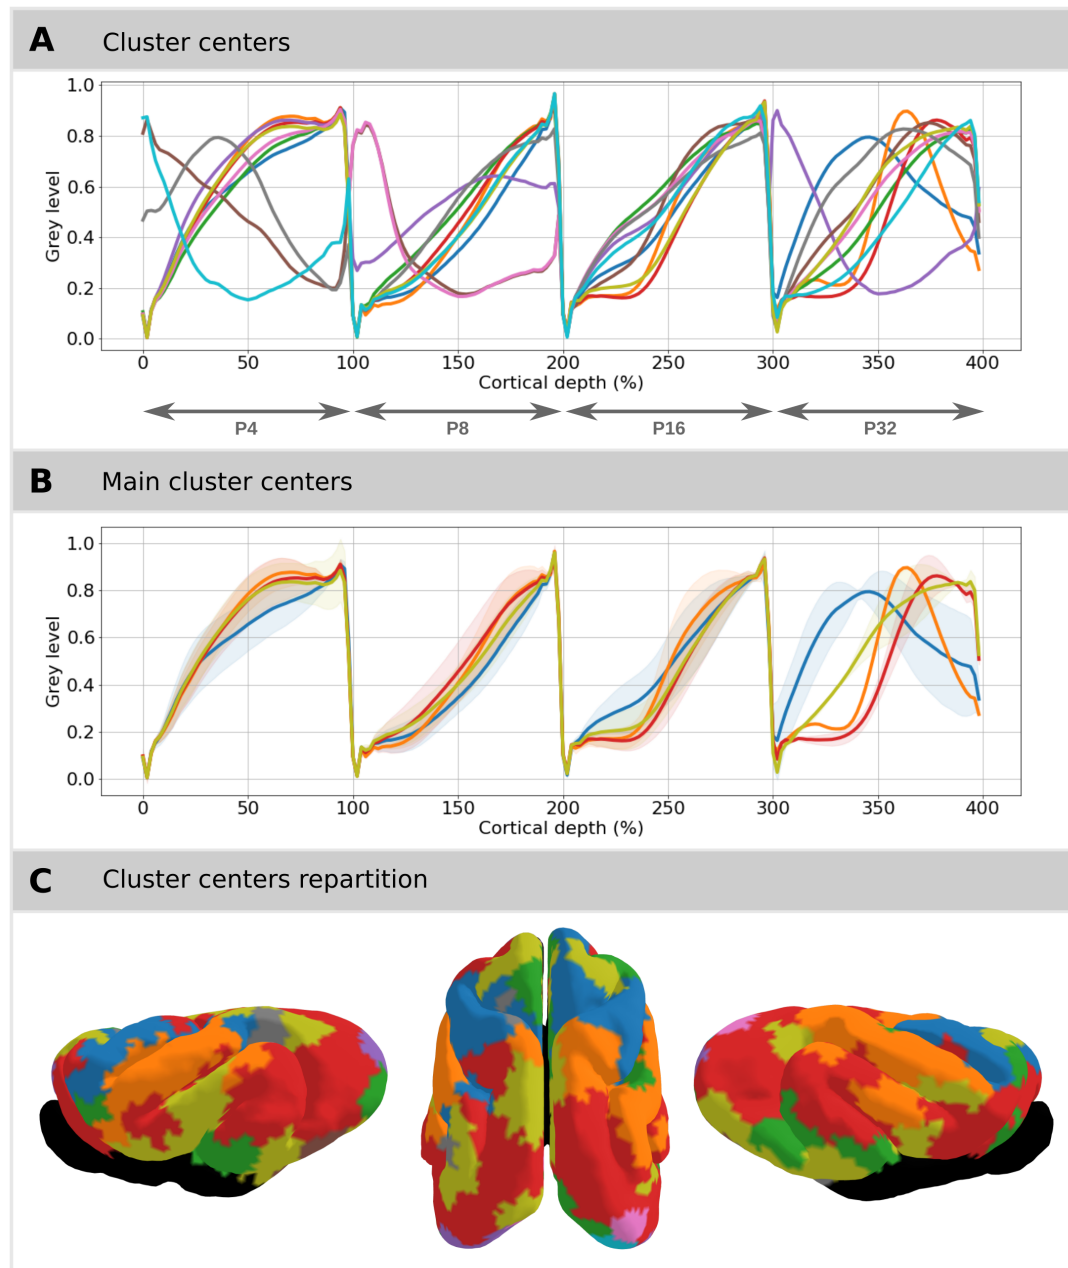 A Cluster centers
1.0
0.8
0.6
0.4
0.2
0.0
Grey level
0 50 100 150 200 250 300 350 400
Cortical depth (%)
P4 P8 P16 P32
B Main cluster centers
1.0
0.8
0.6
0.4
0.2
0.0
Grey level
0 50 100 150 200 250 300 350 400
Cortical depth (%)
C Cluster centers repartition